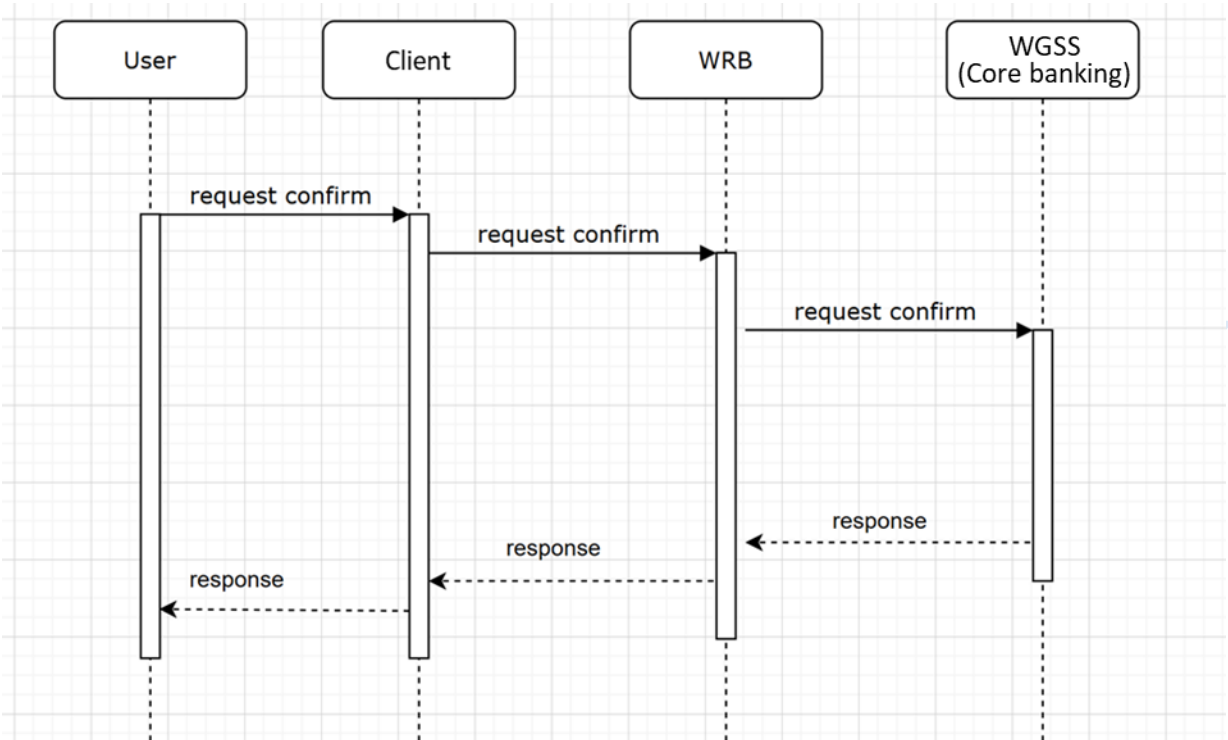 User
Client
WRB
WGSS
(Core banking)
request confirm
request confirm
request confirm
response
response
response